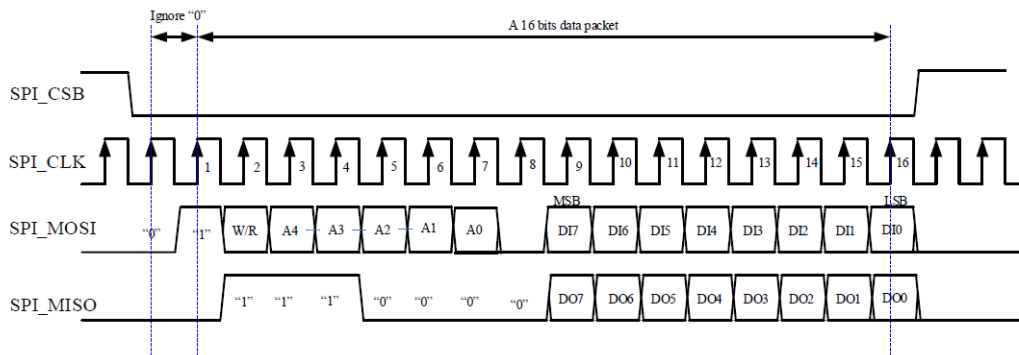 Ignore “0”
A 16 bits data packet
SPI_CSB
SPI_CLK 1 2 3 4 5 6 7 8 9 10 11 12 13 14 15 16
MSB LSB
SPI_MOSI “0” “1” W/R A4 A3 A2 A1 A0 DI7 DI6 DI5 DI4 DI3 DI2 DI1 DI0
SPI_MISO “1” “1” “1” “0” “0” “0” “0” DO7 DO6 DO5 DO4 DO3 DO2 DO1 DO0